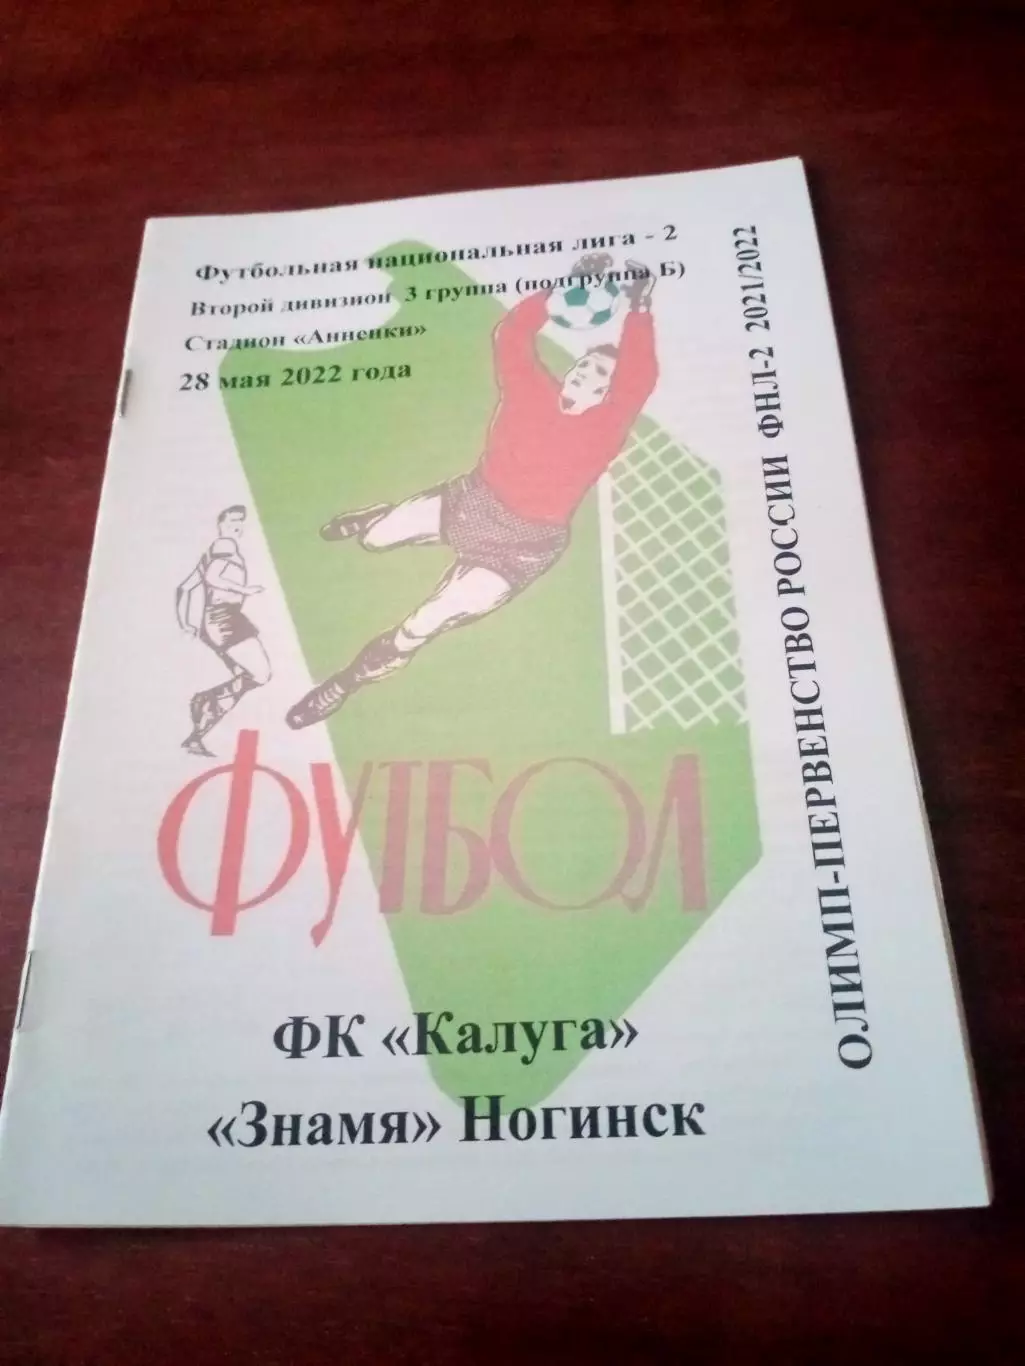 Футбольная национальная лига - 2
Второй дивизион 3 группа (подгруппа Б)
Стадион «Анненки»
28 мая 2022 года
ОЛИМП-ПЕРВЕНСТВО РОССИИ ФНЛ-2 2021/2022
ФУТБОЛ
ФК «Калуга»
«Знамя» Ногинск